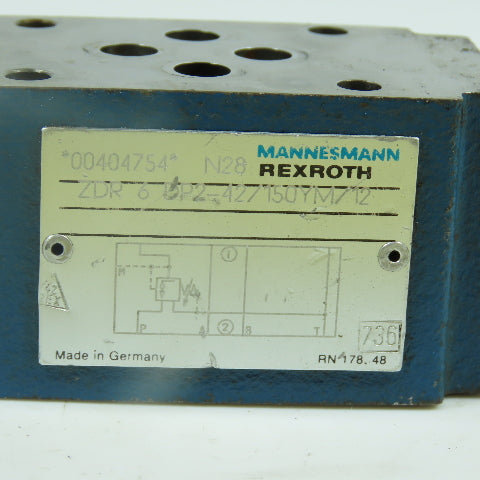 *00404754* N28 MANNESMANN
REXROTH
ZDR 6 DP2-42/150YM/12
1
M
P A 2 B T
736
Made in Germany RN 178. 48